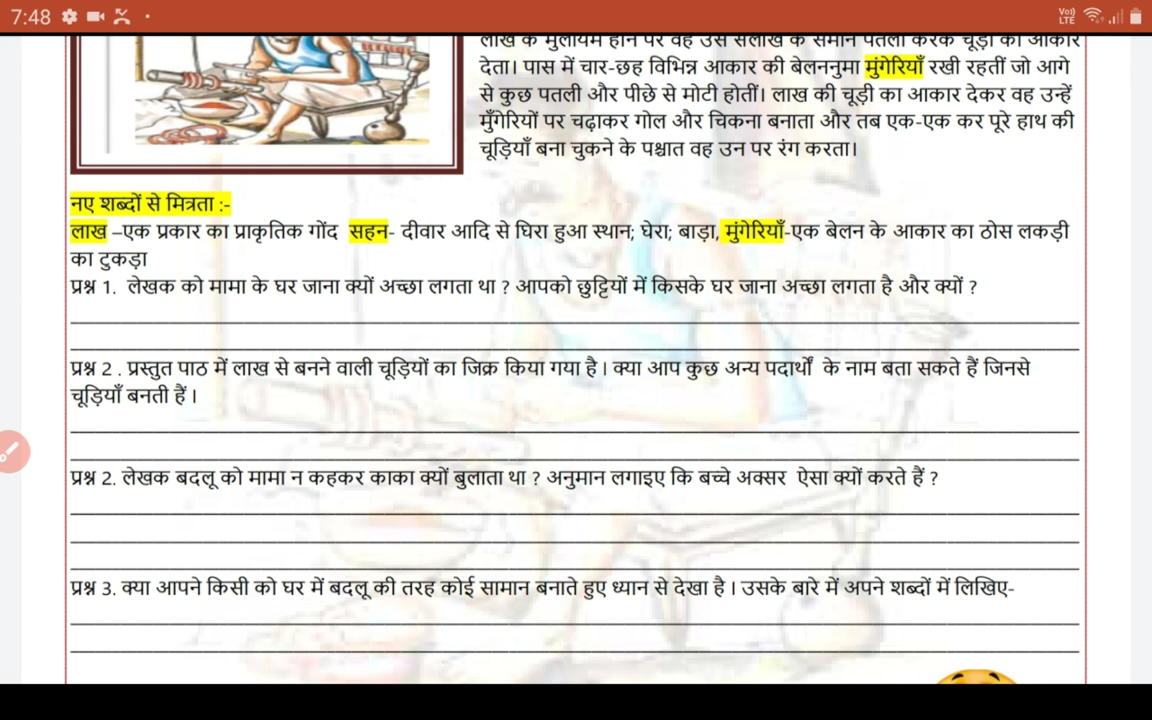 7:48
Vo) LTE
लाख के मुलायम होने पर वह उसे सलाख के समान पतला करके चूड़ी का आकार
देता। पास में चार-छह विभिन्न आकार की बेलननुमा मुंगेरियाँ रखी रहतीं जो आगे
से कुछ पतली और पीछे से मोटी होतीं। लाख की चूड़ी का आकार देकर वह उन्हें
मुँगेरियों पर चढ़ाकर गोल और चिकना बनाता और तब एक-एक कर पूरे हाथ की
चूड़ियाँ बना चुकने के पश्चात वह उन पर रंग करता।
नए शब्दों से मित्रता :-
लाख –एक प्रकार का प्राकृतिक गोंद सहन- दीवार आदि से घिरा हुआ स्थान; घेरा; बाड़ा, मुंगेरियाँ-एक बेलन के आकार का ठोस लकड़ी
का टुकड़ा
प्रश्न 1. लेखक को मामा के घर जाना क्यों अच्छा लगता था ? आपको छुट्टियों में किसके घर जाना अच्छा लगता है और क्यों ?
प्रश्न 2 . प्रस्तुत पाठ में लाख से बनने वाली चूड़ियों का जिक्र किया गया है । क्या आप कुछ अन्य पदार्थों के नाम बता सकते हैं जिनसे
चूड़ियाँ बनती हैं ।
प्रश्न 2. लेखक बदलू को मामा न कहकर काका क्यों बुलाता था ? अनुमान लगाइए कि बच्चे अक्सर ऐसा क्यों करते हैं ?
प्रश्न 3. क्या आपने किसी को घर में बदलू की तरह कोई सामान बनाते हुए ध्यान से देखा है । उसके बारे में अपने शब्दों में लिखिए-